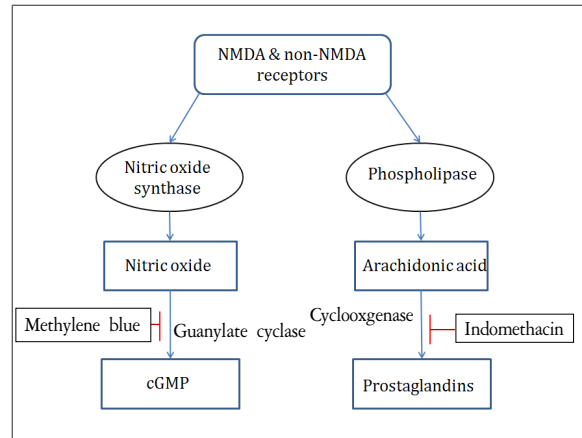 NMDA & non-NMDA
receptors
Nitric oxide
synthase
Phospholipase
Nitric oxide
Arachidonic acid
Methylene blue
Guanylate cyclase
Cyclooxgenase
Indomethacin
cGMP
Prostaglandins